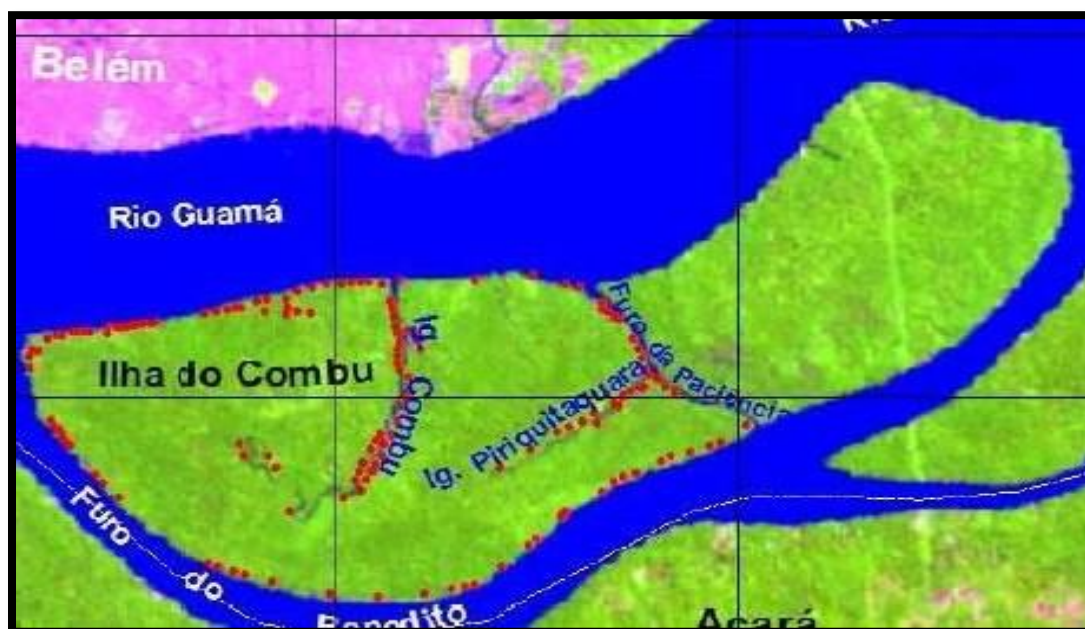 Belém
Rio Guamá
Ilha do Combu
Ig. Combu
Furo da Paciencia
Ig. Piriquitaquara
Furo do Benedito
Acará